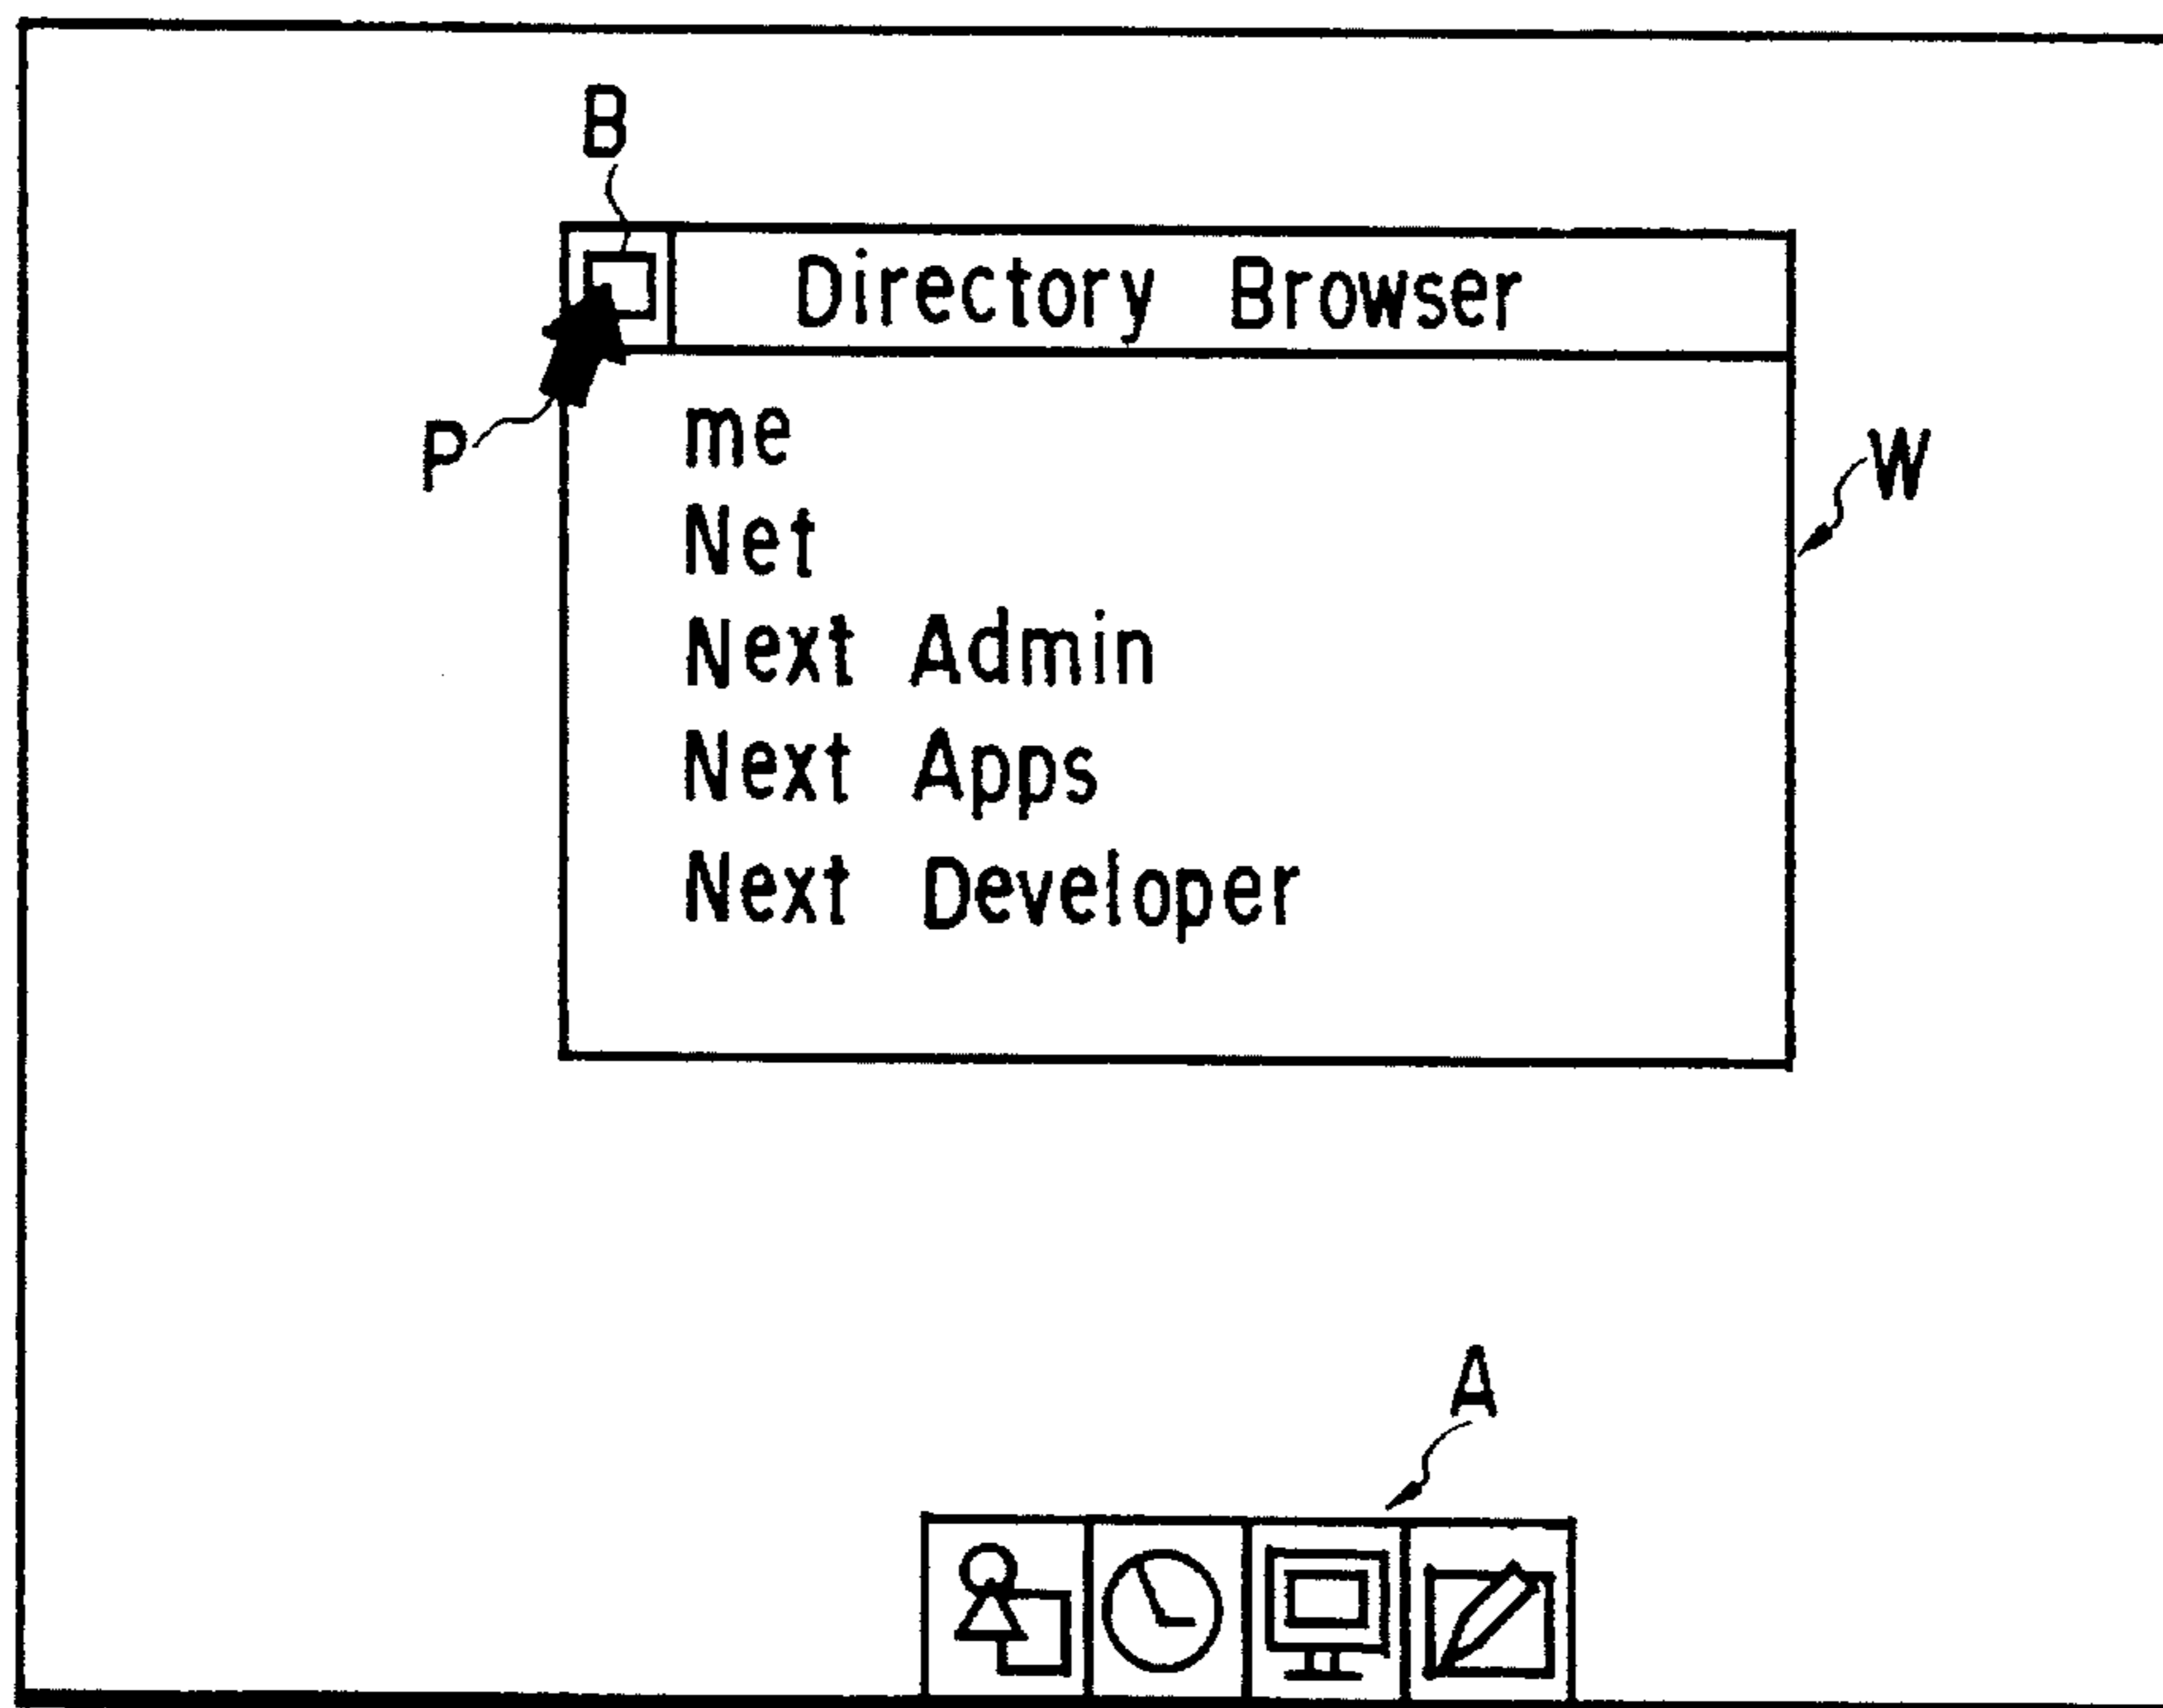 B
Directory Browser
P
me
W
Net
Next Admin
Next Apps
Next Developer
A